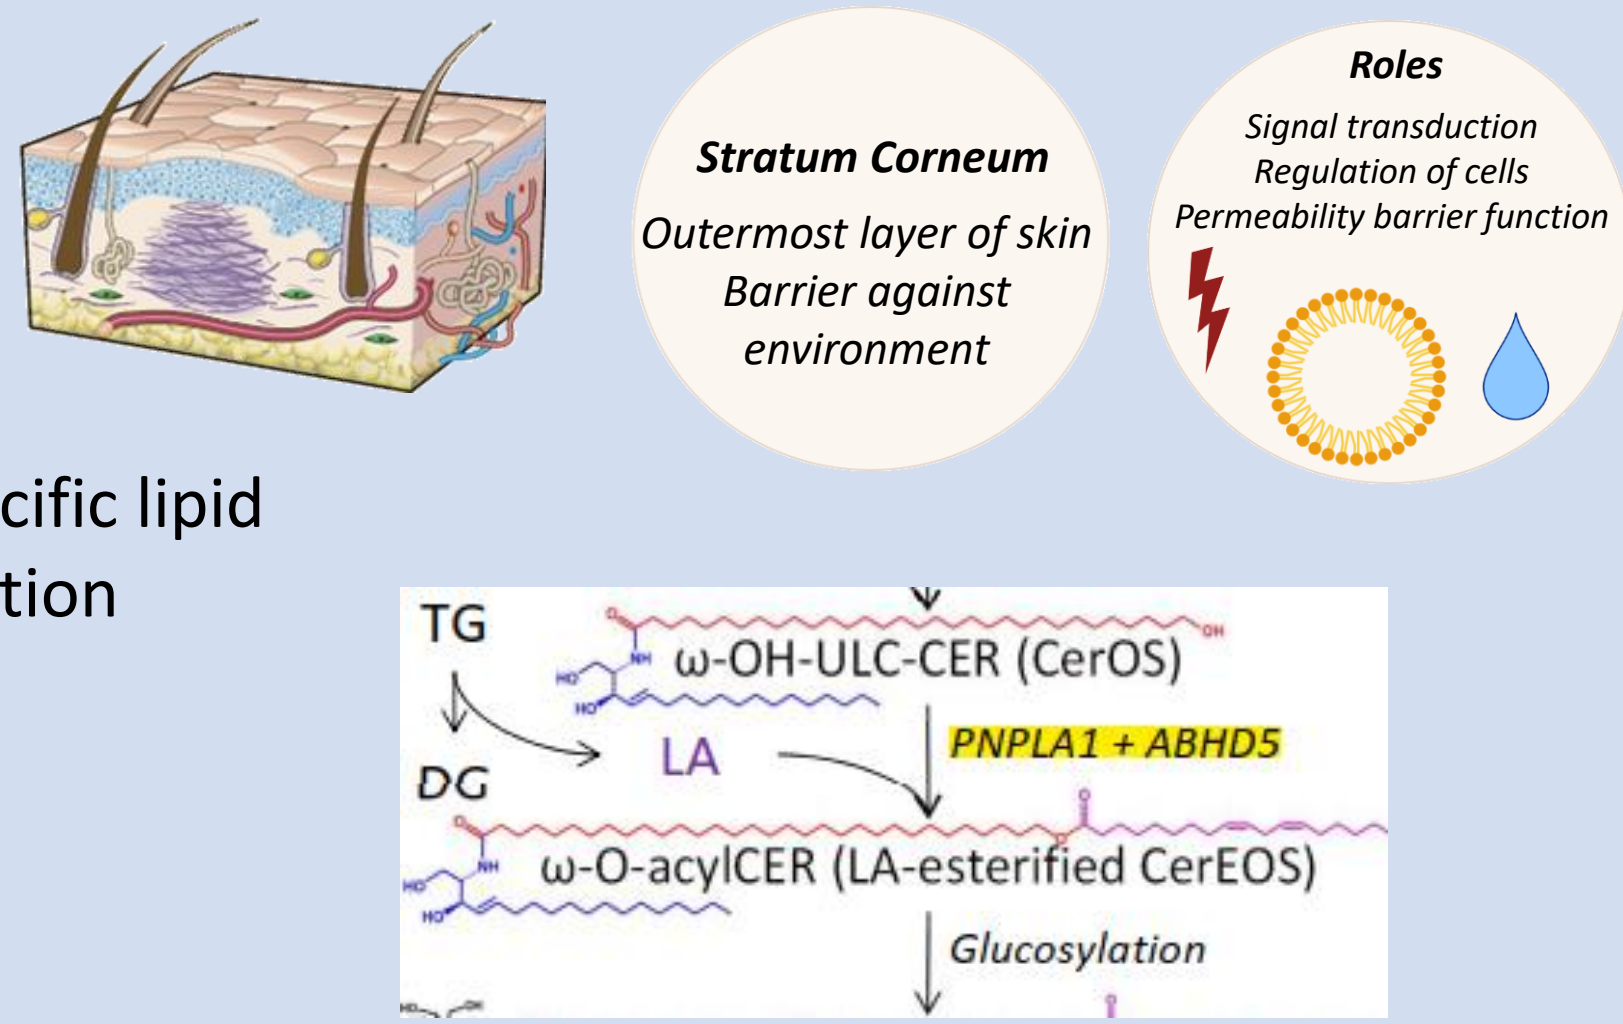 Stratum Corneum
Outermost layer of skin
Barrier against
environment
Roles
Signal transduction
Regulation of cells
Permeability barrier function
cific lipid
tion
TG
O
OH
NH
HO
HO
ω-OH-ULC-CER (CerOS)
LA
PNPLA1 + ABHD5
DG
O
O
O
NH
HO
HO
ω-O-acylCER (LA-esterified CerEOS)
Glucosylation
HO
OH
O